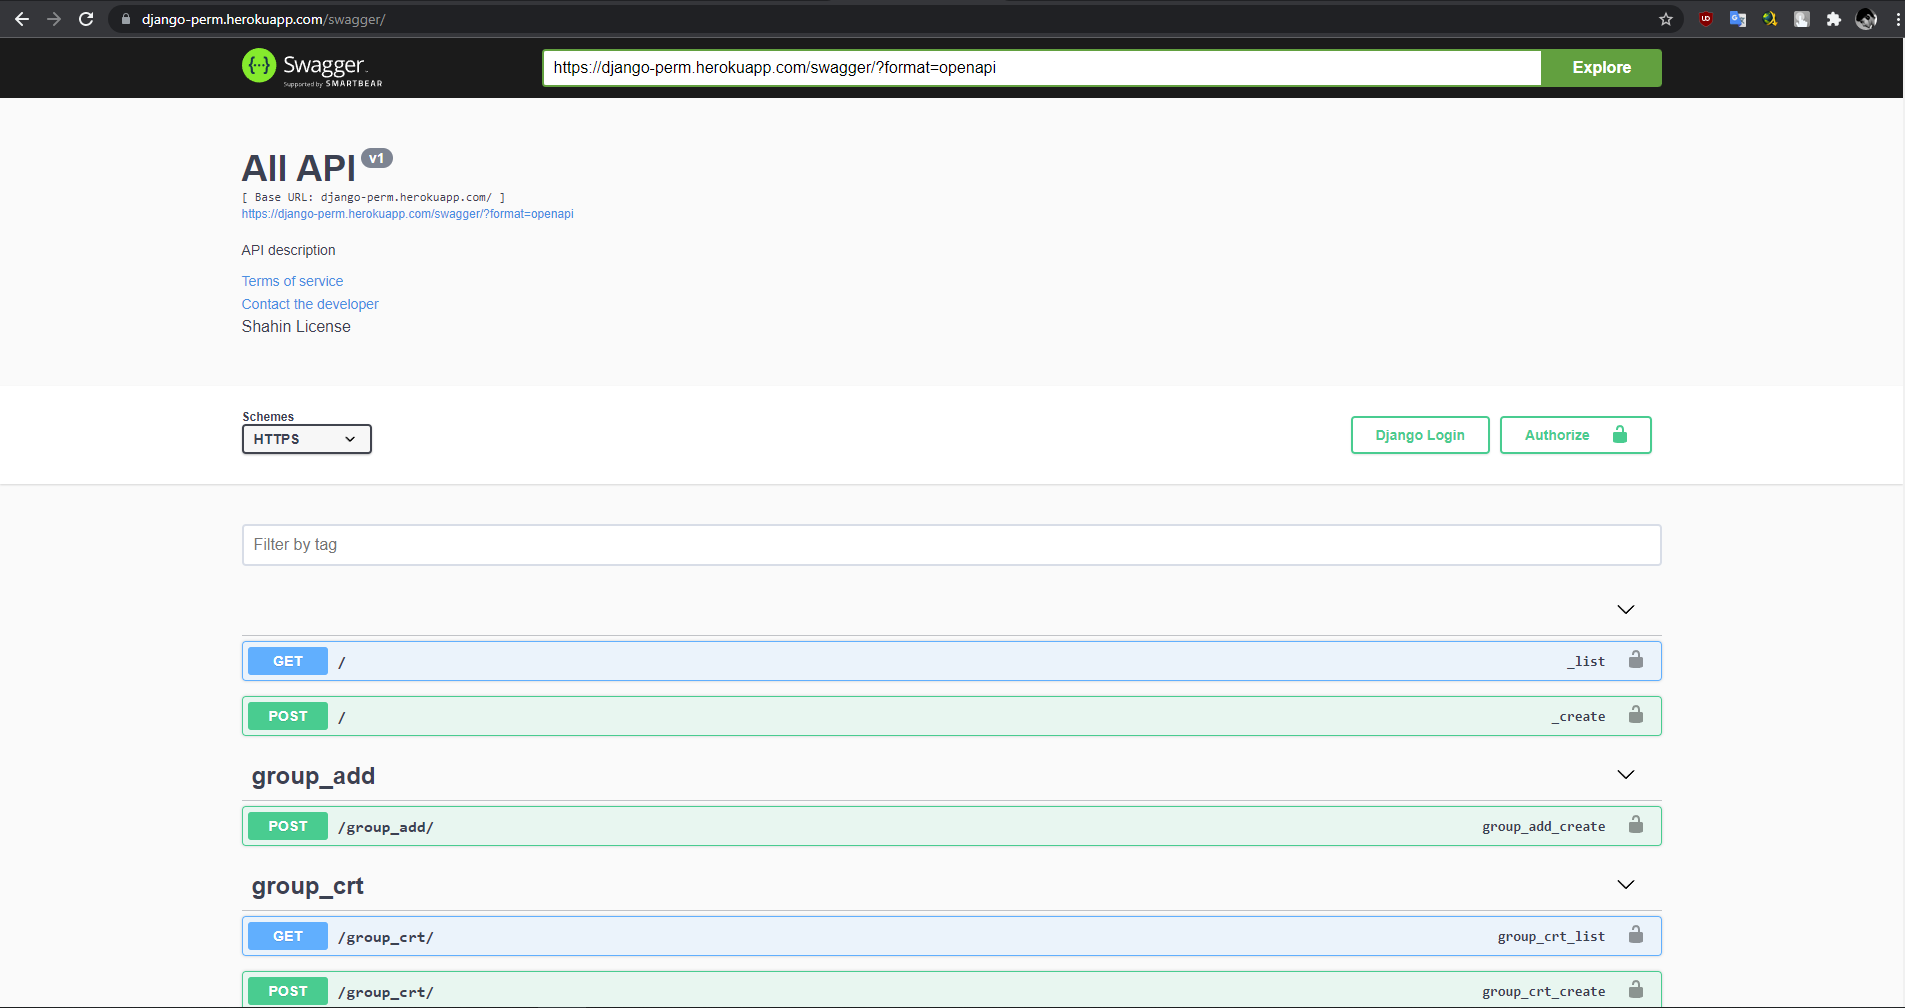 django-perm.herokuapp.com/swagger/
{...} Swagger
Supported by SMARTBEAR
https://django-perm.herokuapp.com/swagger/?format=openapi
Explore
All API v1
[ Base URL: django-perm.herokuapp.com/ ]
https://django-perm.herokuapp.com/swagger/?format=openapi
API description
Terms of service
Contact the developer
Shahin License
Schemes
HTTPS
Django Login
Authorize
Filter by tag
GET / _list
POST / _create
group_add
POST /group_add/ group_add_create
group_crt
GET /group_crt/ group_crt_list
POST /group_crt/ group_crt_create